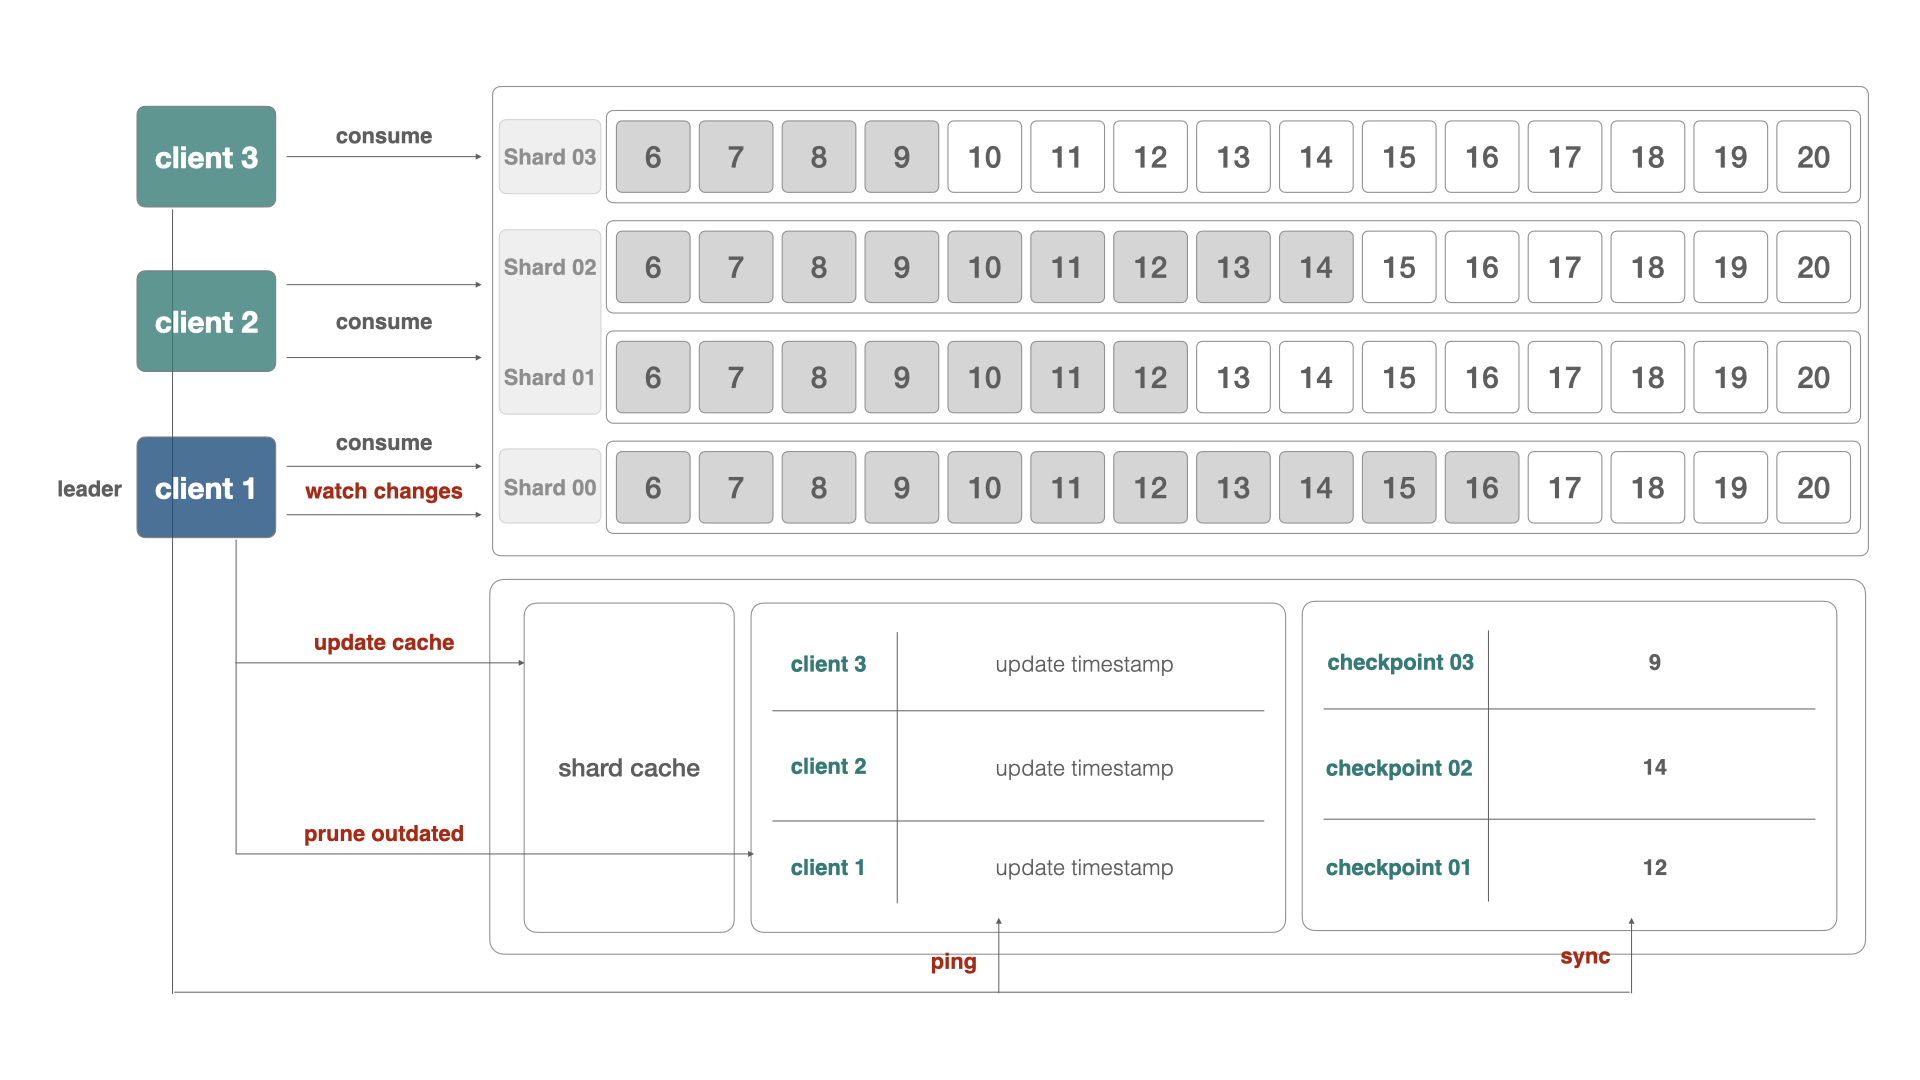 client 3
consume
Shard 03
6 7 8 9 10 11 12 13 14 15 16 17 18 19 20
client 2
consume
Shard 02
6 7 8 9 10 11 12 13 14 15 16 17 18 19 20
Shard 01
6 7 8 9 10 11 12 13 14 15 16 17 18 19 20
leader
client 1
consume
watch changes
Shard 00
6 7 8 9 10 11 12 13 14 15 16 17 18 19 20
update cache
prune outdated
shard cache
client 3 update timestamp
client 2 update timestamp
client 1 update timestamp
checkpoint 03 9
checkpoint 02 14
checkpoint 01 12
ping
sync